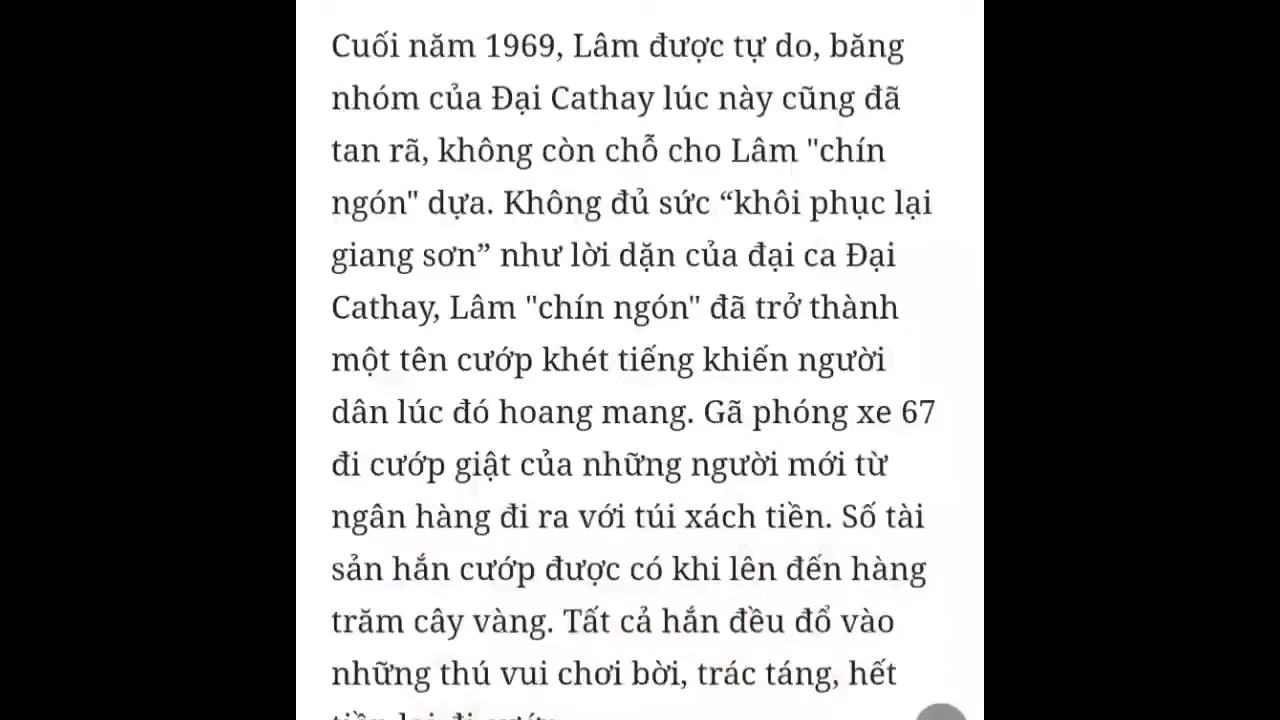 Cuối năm 1969, Lâm được tự do, băng
nhóm của Đại Cathay lúc này cũng đã
tan rã, không còn chỗ cho Lâm "chín
ngón" dựa. Không đủ sức “khôi phục lại
giang sơn” như lời dặn của đại ca Đại
Cathay, Lâm "chín ngón" đã trở thành
một tên cướp khét tiếng khiến người
dân lúc đó hoang mang. Gã phóng xe 67
đi cướp giật của những người mới từ
ngân hàng đi ra với túi xách tiền. Số tài
sản hắn cướp được có khi lên đến hàng
trăm cây vàng. Tất cả hắn đều đổ vào
những thú vui chơi bời, trác táng, hết